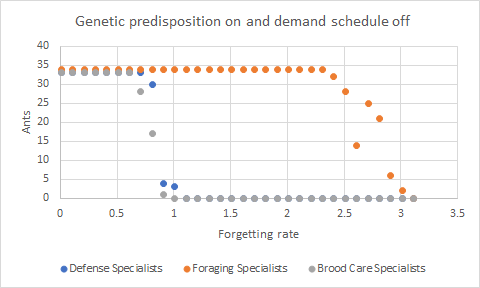 Genetic predisposition on and demand schedule off
40
35
30
25
20
15
10
5
0
Ants
0 0.5 1 1.5 2 2.5 3 3.5
Forgetting rate
Defense Specialists Foraging Specialists Brood Care Specialists